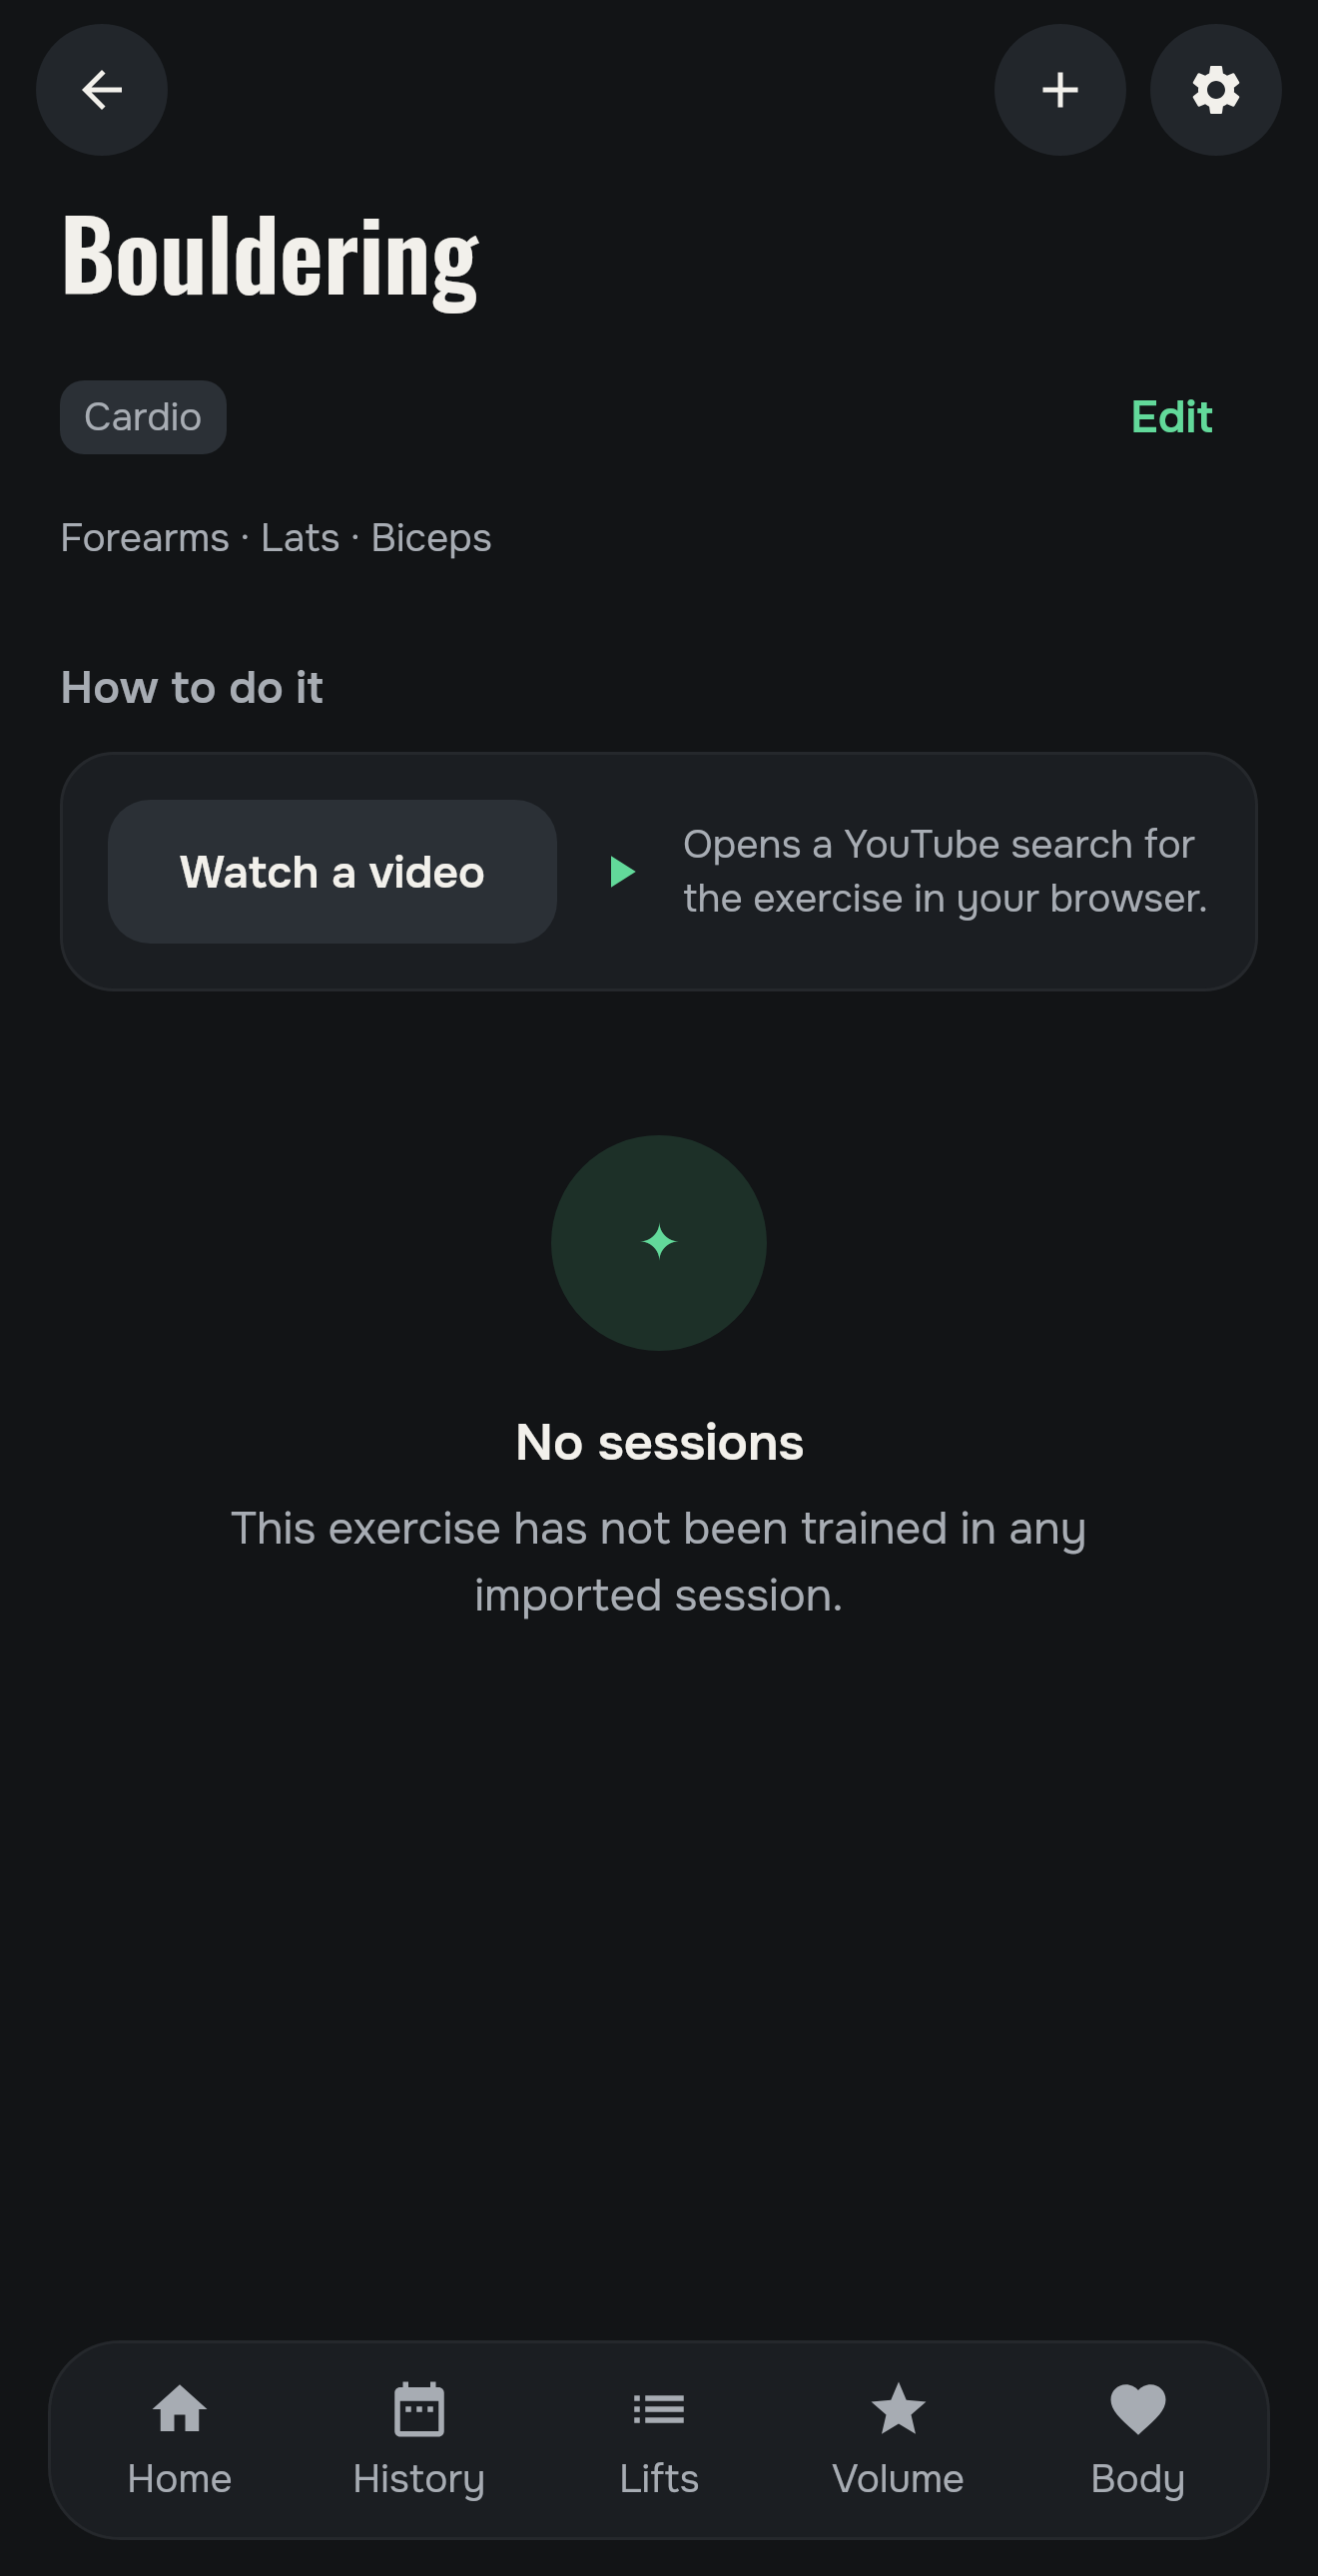 Bouldering
Cardio
Edit
Forearms · Lats · Biceps
How to do it
Watch a video
Opens a YouTube search for
the exercise in your browser.
No sessions
This exercise has not been trained in any
imported session.
Home
History
Lifts
Volume
Body